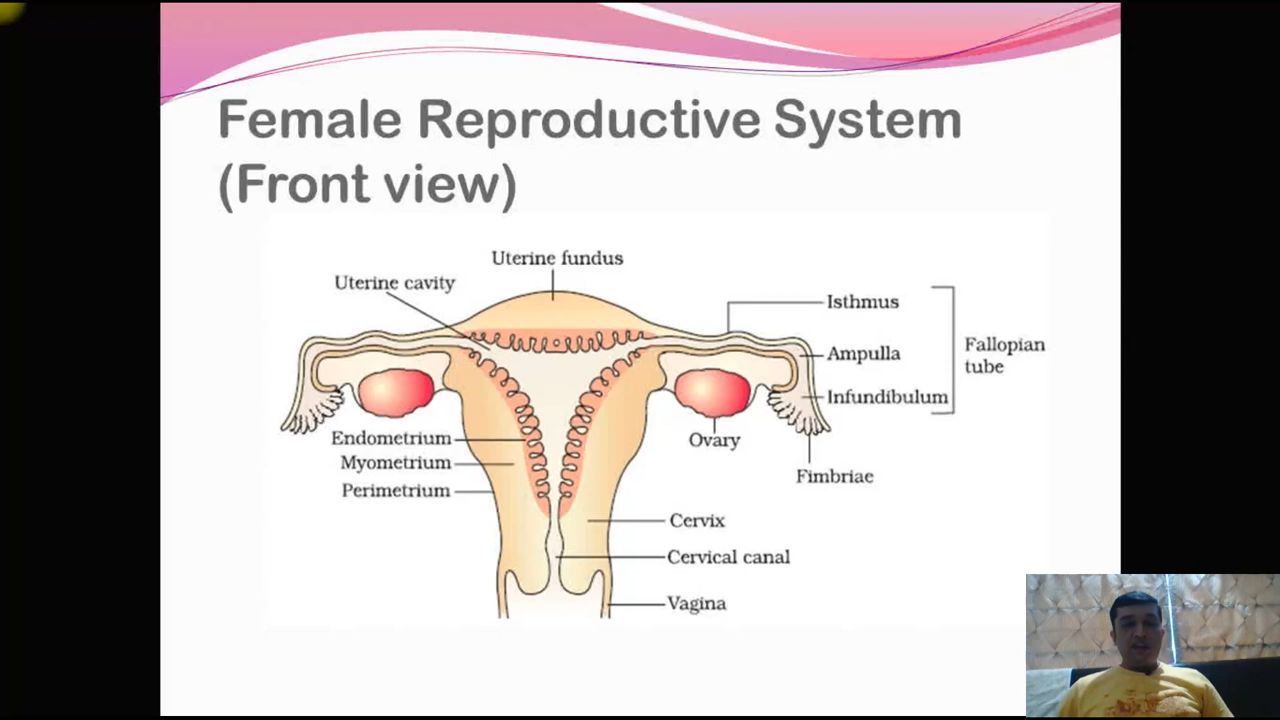 Female Reproductive System
(Front view)
Uterine fundus
Uterine cavity
Isthmus
Ampulla
Infundibulum
Fallopian
tube
Endometrium
Myometrium
Perimetrium
Ovary
Fimbriae
Cervix
Cervical canal
Vagina